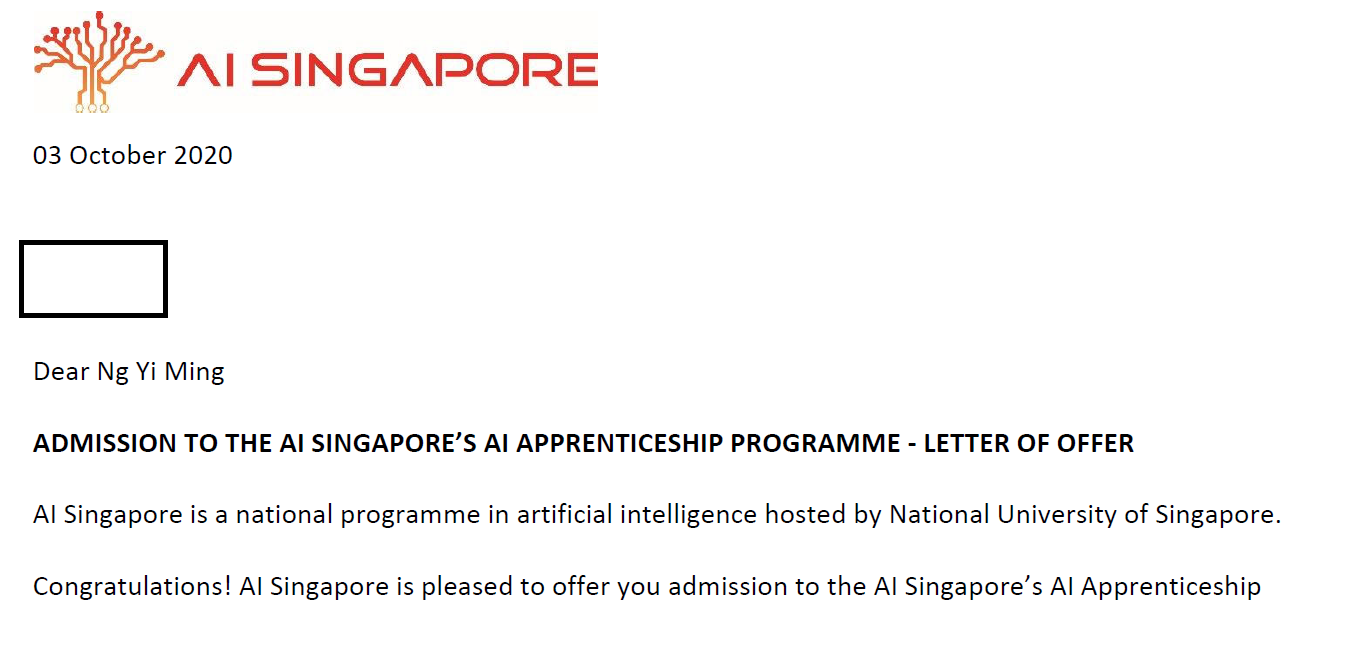 AI SINGAPORE
03 October 2020
Dear Ng Yi Ming
ADMISSION TO THE AI SINGAPORE’S AI APPRENTICESHIP PROGRAMME - LETTER OF OFFER
AI Singapore is a national programme in artificial intelligence hosted by National University of Singapore.
Congratulations! AI Singapore is pleased to offer you admission to the AI Singapore’s AI Apprenticeship